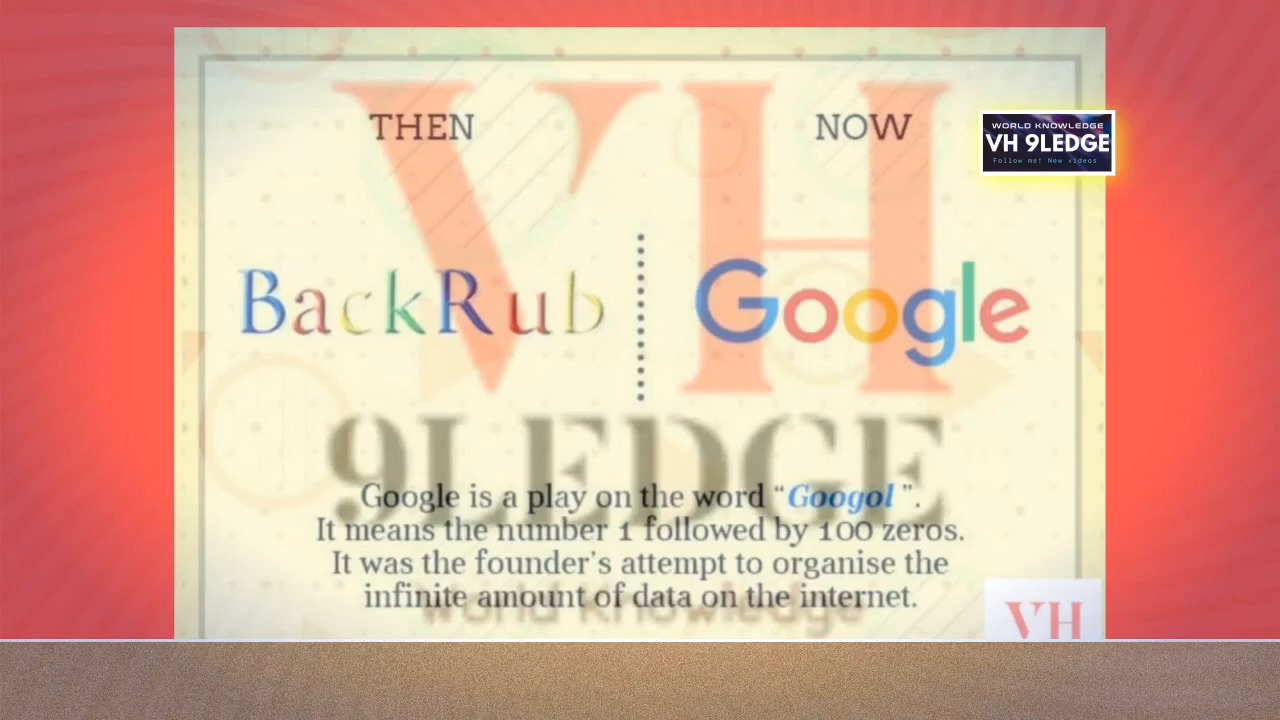 THEN
NOW
WORLD KNOWLEDGE
VH 9LEDGE
Follow me! New videos
BackRub
Google
VH
9LEDGE
Google is a play on the word “Googol”.
It means the number 1 followed by 100 zeros.
It was the founder's attempt to organise the
infinite amount of data on the internet.
World Knowledge
VH